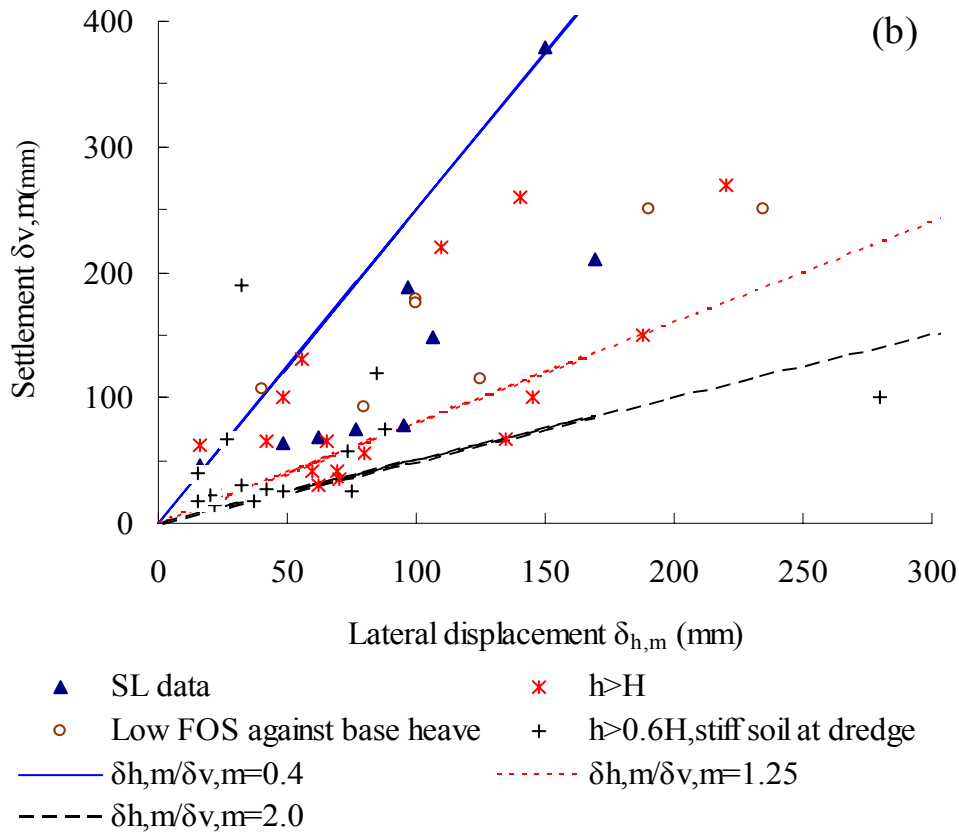 (b)
400
300
200
100
0
Settlement δv,m(mm)
0 50 100 150 200 250 300
Lateral displacement δh,m (mm)
SL data
h>H
Low FOS against base heave
h>0.6H,stiff soil at dredge
δh,m/δv,m=0.4
δh,m/δv,m=1.25
δh,m/δv,m=2.0